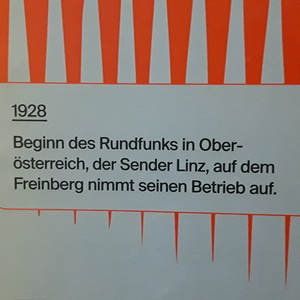 1928
Beginn des Rundfunks in Ober-
österreich, der Sender Linz, auf dem
Freinberg nimmt seinen Betrieb auf.